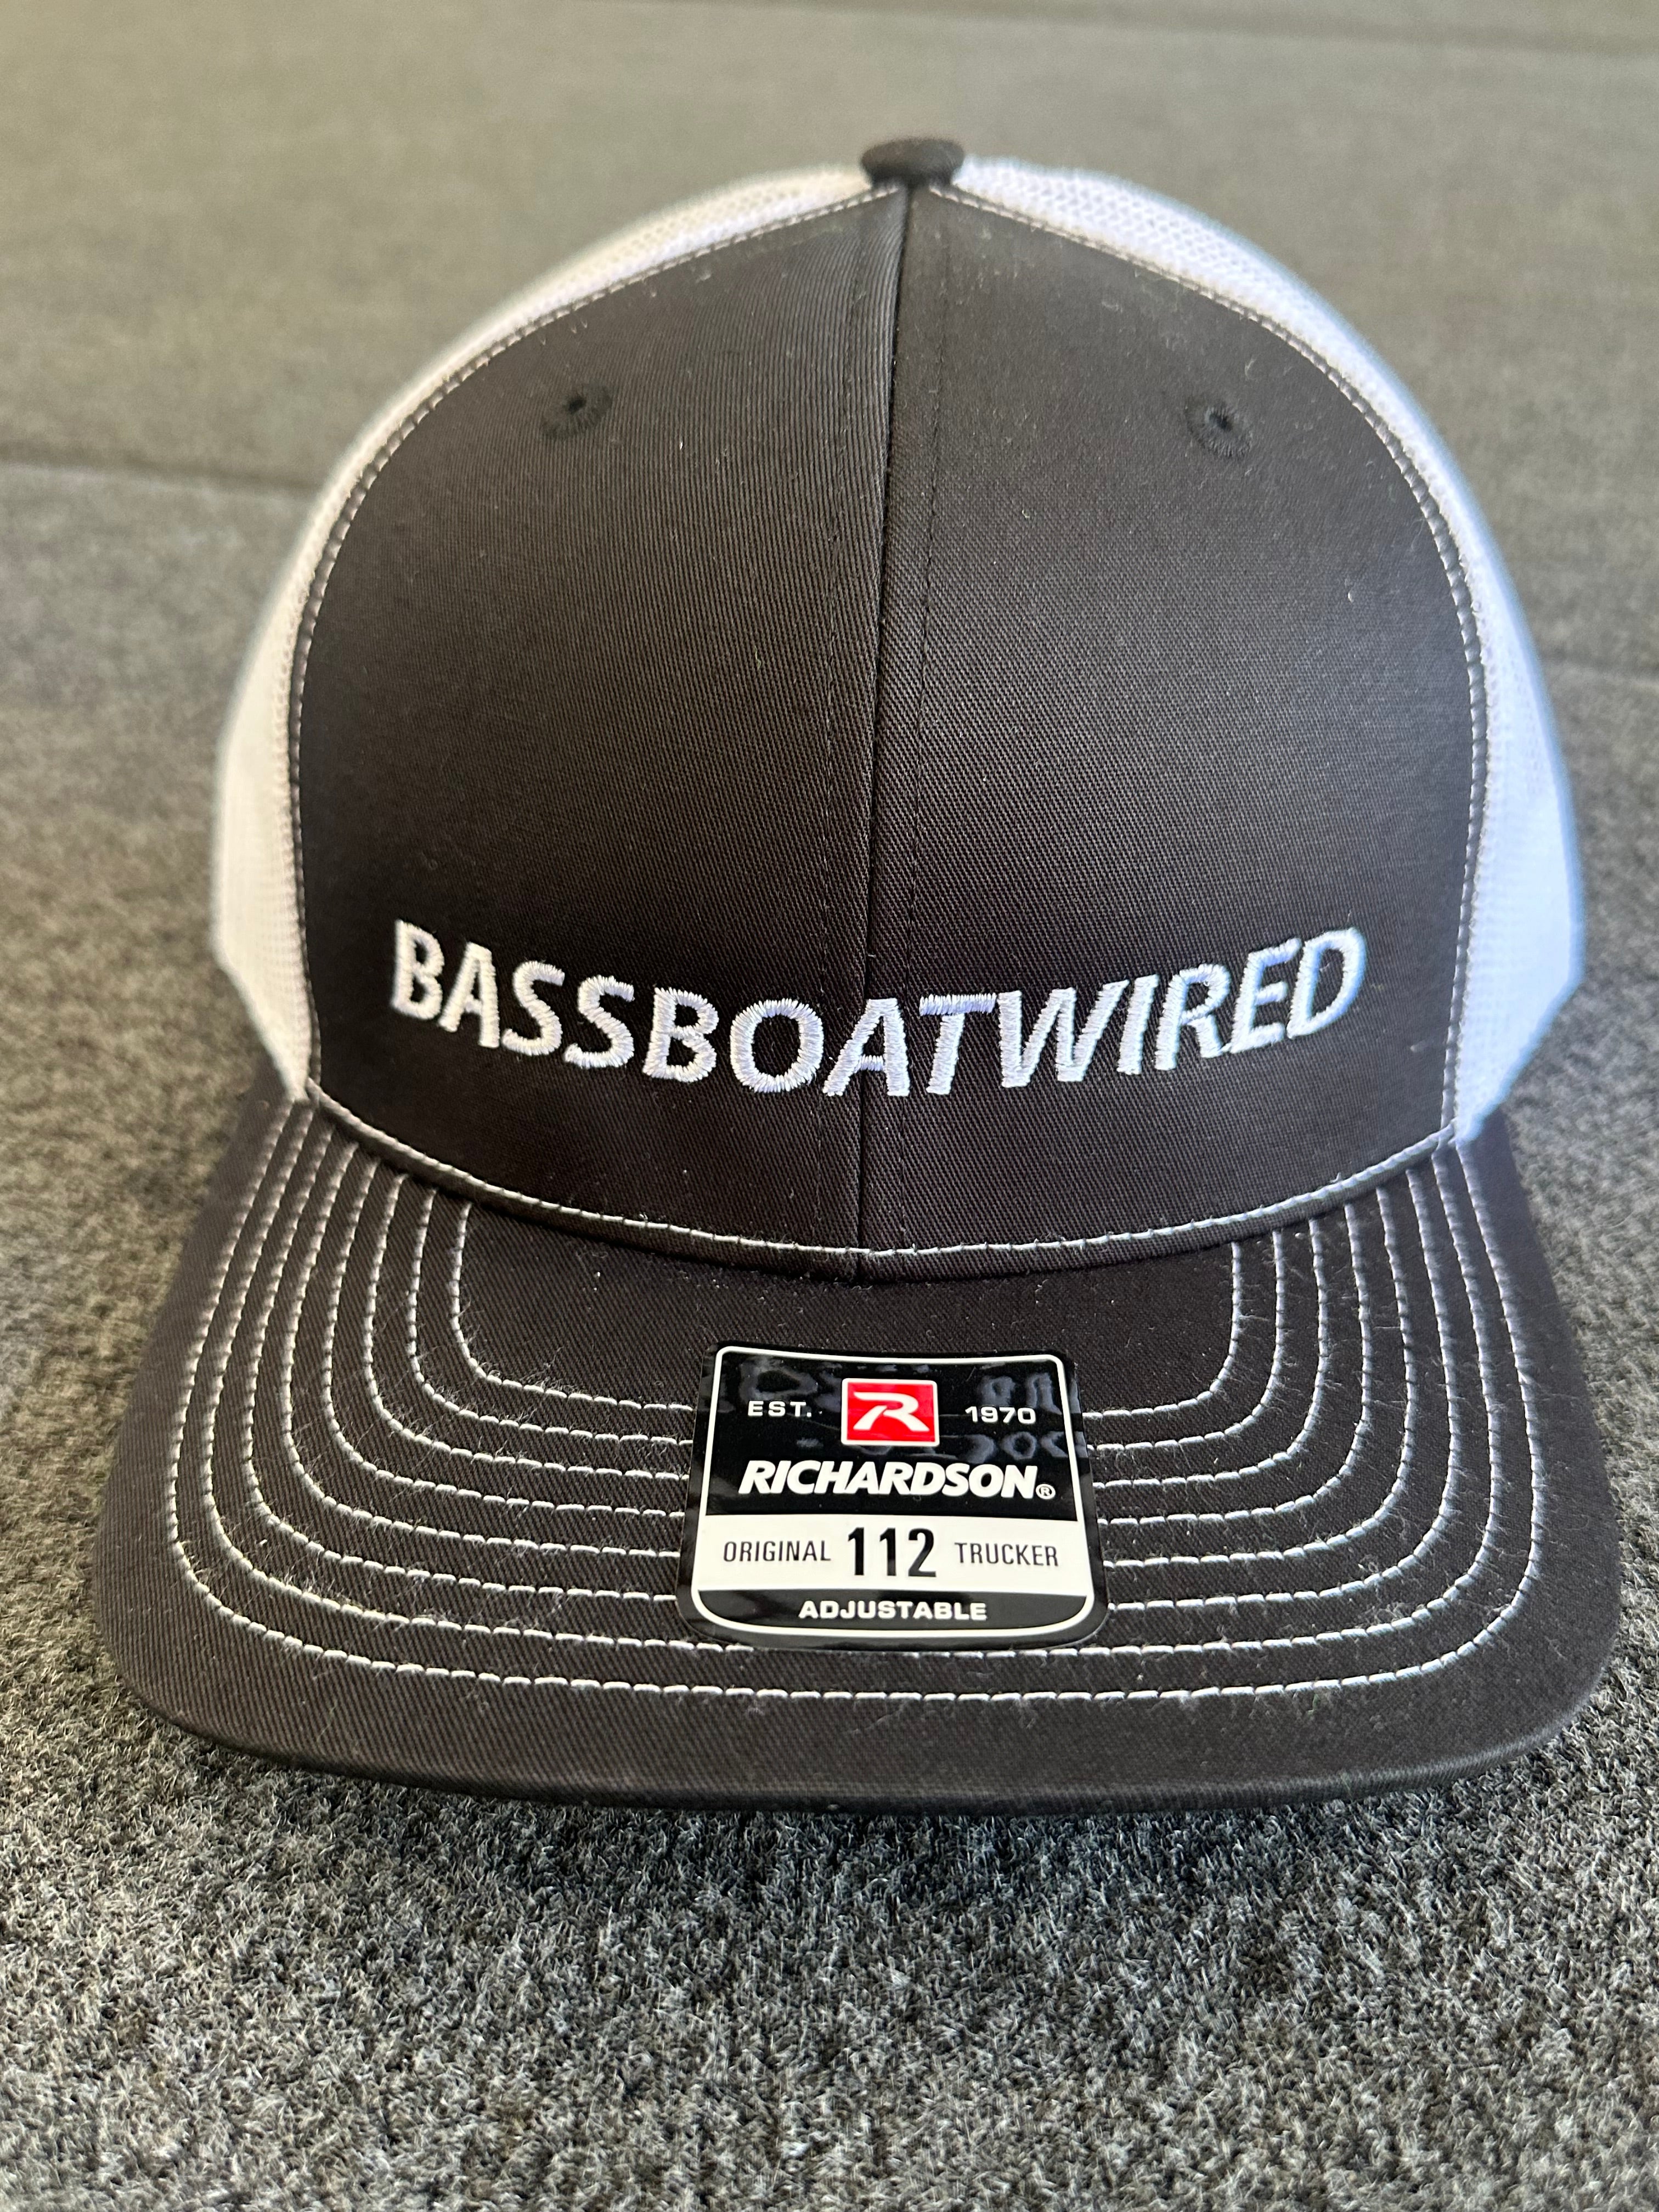 BASSBOATWIRED
EST. R 1970
RICHARDSON®
ORIGINAL 112 TRUCKER
ADJUSTABLE